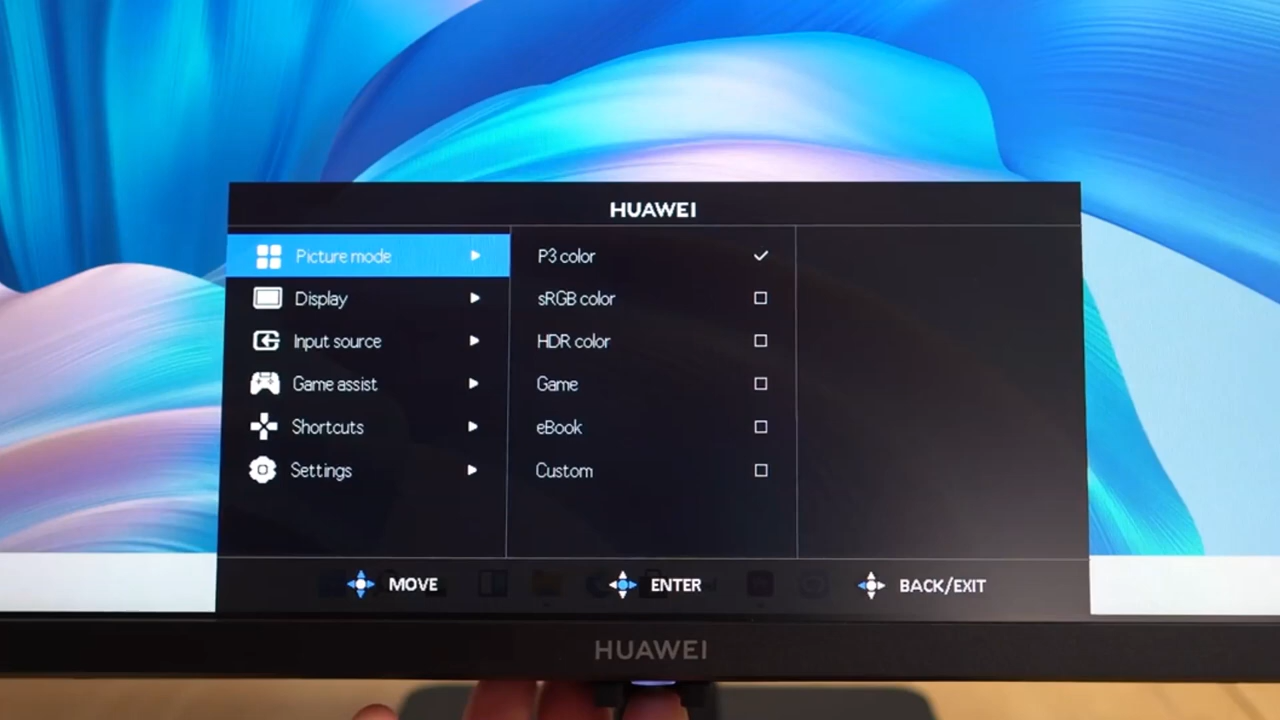 HUAWEI
Picture mode
Display
Input source
Game assist
Shortcuts
Settings
P3 color
sRGB color
HDR color
Game
eBook
Custom
MOVE
ENTER
BACK/EXIT
HUAWEI